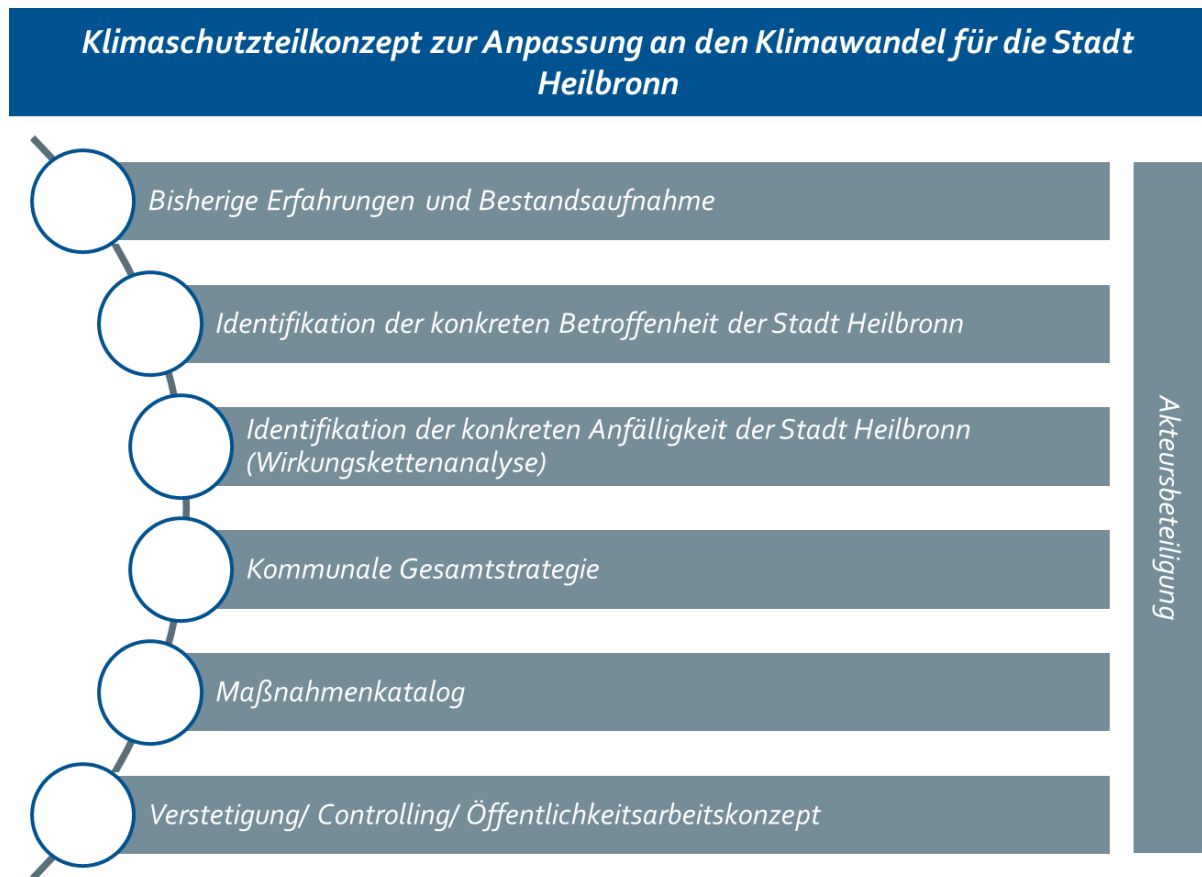 Klimaschutzteilkonzept zur Anpassung an den Klimawandel für die Stadt
Heilbronn
Bisherige Erfahrungen und Bestandsaufnahme
Identifikation der konkreten Betroffenheit der Stadt Heilbronn
Identifikation der konkreten Anfälligkeit der Stadt Heilbronn
(Wirkungskettenanalyse)
Kommunale Gesamtstrategie
Maßnahmenkatalog
Verstetigung/ Controlling/ Öffentlichkeitsarbeitskonzept
Akteursbeteiligung